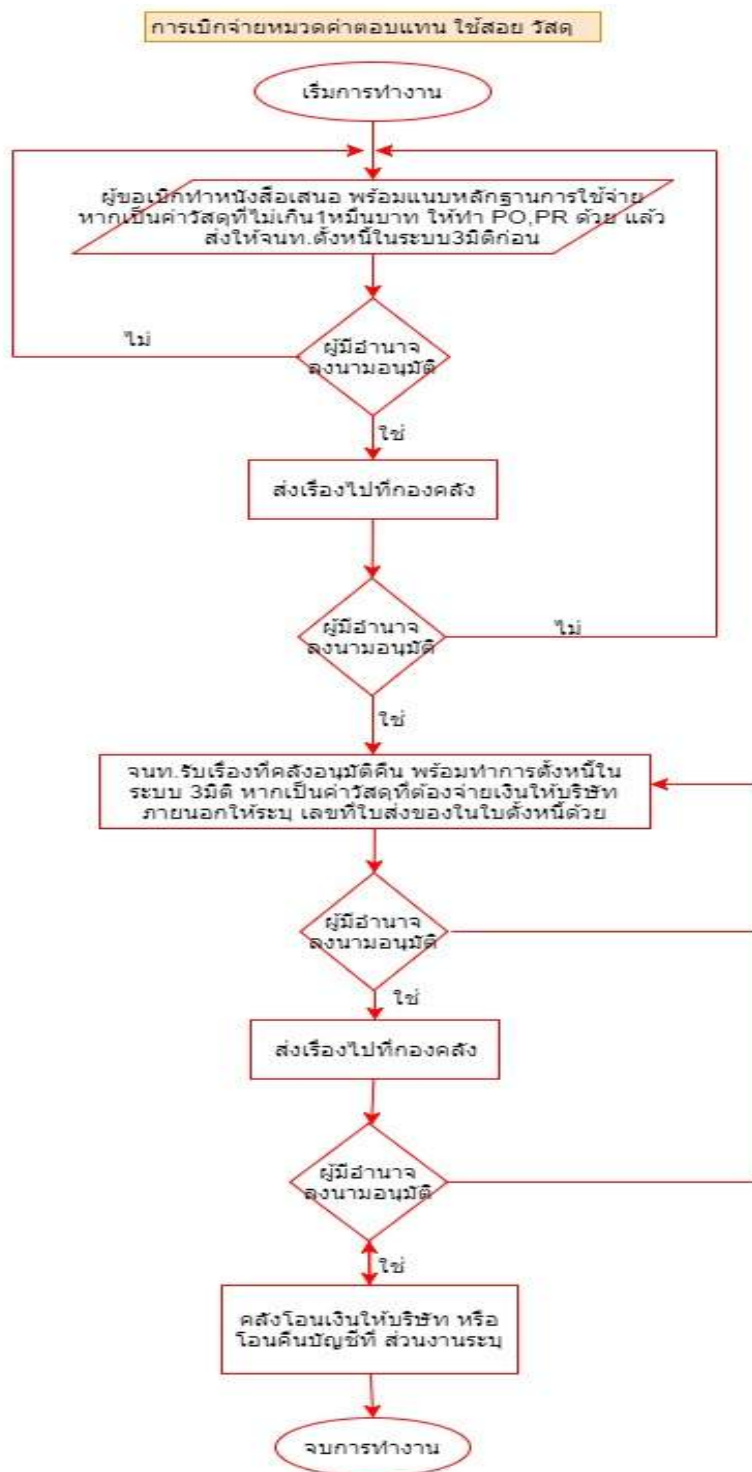 การเบิกจ่ายหมวดค่าตอบแทน ใช้สอย วัสดุ
เริ่มการทำงาน
ผู้ขอเบิกทำหนังสือเสนอ พร้อมแนบหลักฐานการใช้จ่าย
หากเป็นค่าวัสดุที่ไม่เกิน1หมื่นบาท ให้ทำ PO,PR ด้วย แล้ว
ส่งให้จนท.ตั้งหนี้ในระบบ3มิติก่อน
ไม่
ผู้มีอำนาจ
ลงนามอนุมัติ
ใช่
ส่งเรื่องไปที่กองคลัง
ผู้มีอำนาจ
ลงนามอนุมัติ
ไม่
ใช่
จนท.รับเรื่องที่คลังอนุมัติคืน พร้อมทำการตั้งหนี้ใน
ระบบ 3มิติ หากเป็นค่าวัสดุที่ต้องจ่ายเงินให้บริษัท
ภายนอกให้ระบุ เลขที่ใบส่งของในใบตั้งหนี้ด้วย
ผู้มีอำนาจ
ลงนามอนุมัติ
ใช่
ส่งเรื่องไปที่กองคลัง
ผู้มีอำนาจ
ลงนามอนุมัติ
ใช่
คลังโอนเงินให้บริษัท หรือ
โอนคืนบัญชีที่ ส่วนงานระบุ
จบการทำงาน